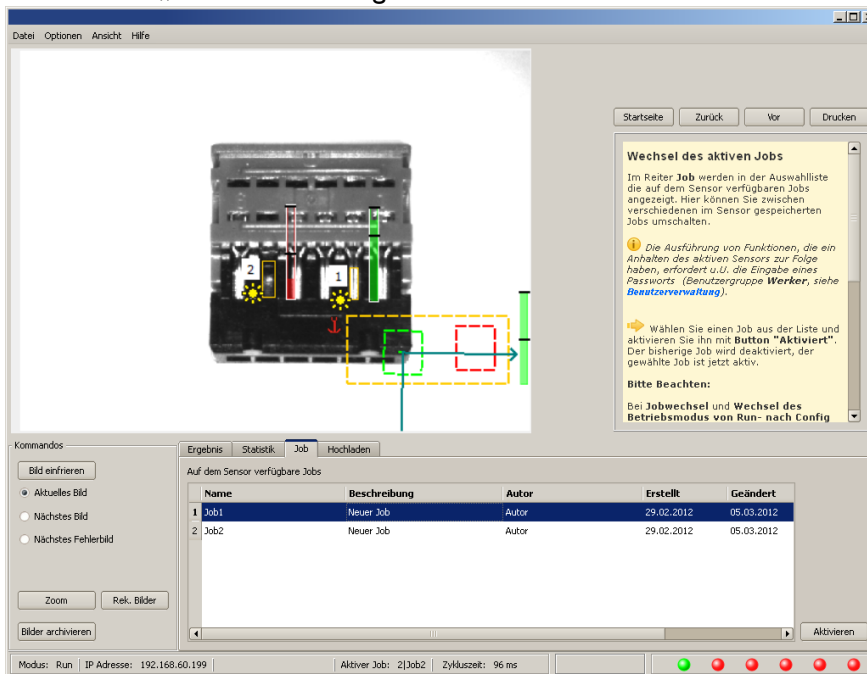 Datei Optionen Ansicht Hilfe
2
1
Startseite Zurück Vor Drucken
Wechsel des aktiven Jobs
Im Reiter Job werden in der Auswahlliste
die auf dem Sensor verfügbaren Jobs
angezeigt. Hier können Sie zwischen
verschiedenen im Sensor gespeicherten
Jobs umschalten.
Die Ausführung von Funktionen, die ein
Anhalten des aktiven Sensors zur Folge
haben, erfordert u.U. die Eingabe eines
Passworts (Benutzergruppe Werker, siehe
Benutzerverwaltung).
Wählen Sie einen Job aus der Liste und
aktivieren Sie ihn mit Button "Aktiviert".
Der bisherige Job wird deaktiviert, der
gewählte Job ist jetzt aktiv.
Bitte Beachten:
Bei Jobwechsel und Wechsel des
Betriebsmodus von Run- nach Config
Kommandos
Bild einfrieren
Aktuelles Bild
Nächstes Bild
Nächstes Fehlerbild
Zoom Rek. Bilder
Bilder archivieren
Ergebnis Statistik Job Hochladen
Auf dem Sensor verfügbare Jobs
Name Beschreibung Autor Erstellt Geändert
1 Job1 Neuer Job Autor 29.02.2012 05.03.2012
2 Job2 Neuer Job Autor 29.02.2012 05.03.2012
Aktivieren
Modus: Run IP Adresse: 192.168.60.199 Aktiver Job: 2|Job2 Zykluszeit: 96 ms